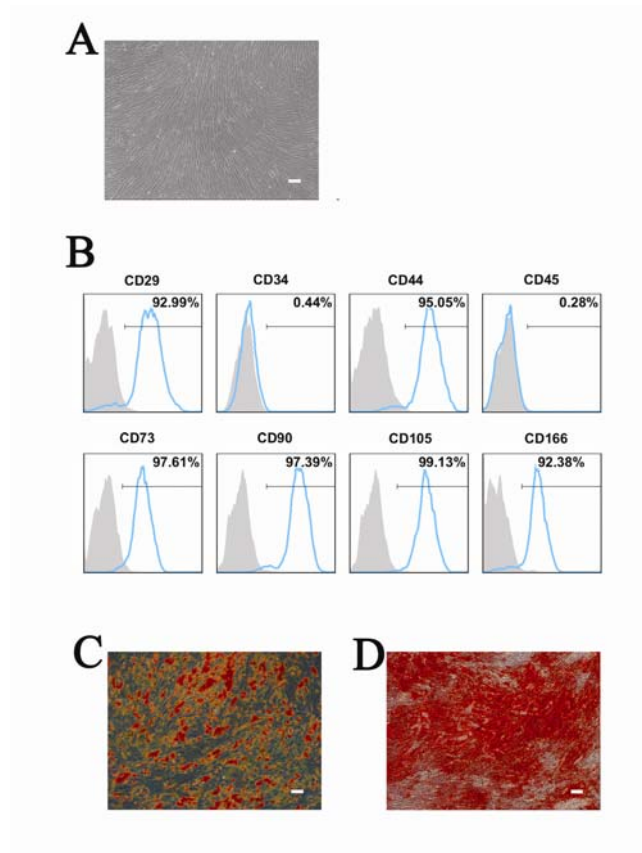 A
B
CD29 CD34 CD44 CD45
92.99% 0.44% 95.05% 0.28%
CD73 CD90 CD105 CD166
97.61% 97.39% 99.13% 92.38%
C D